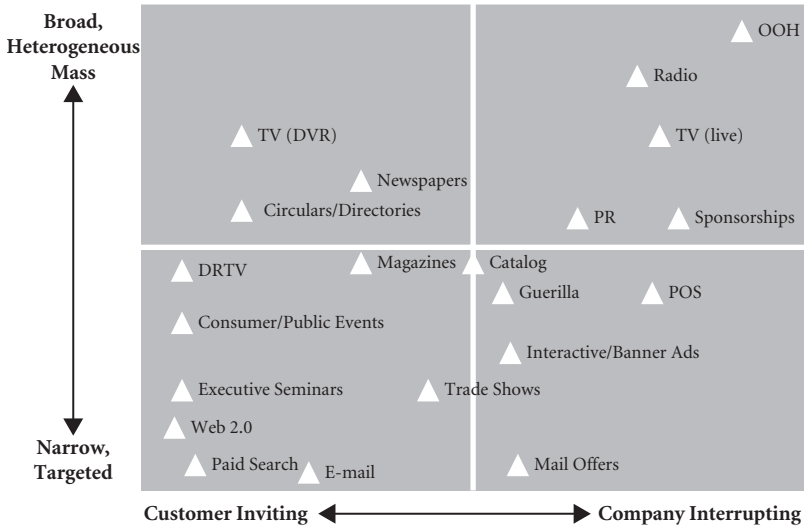 Broad,
Heterogeneous
Mass
OOH
Radio
TV (DVR)
TV (live)
Newspapers
Circulars/Directories
PR
Sponsorships
DRTV
Magazines
Catalog
Guerilla
POS
Consumer/Public Events
Interactive/Banner Ads
Executive Seminars
Trade Shows
Web 2.0
Narrow,
Targeted
Paid Search
E-mail
Mail Offers
Customer Inviting
Company Interrupting